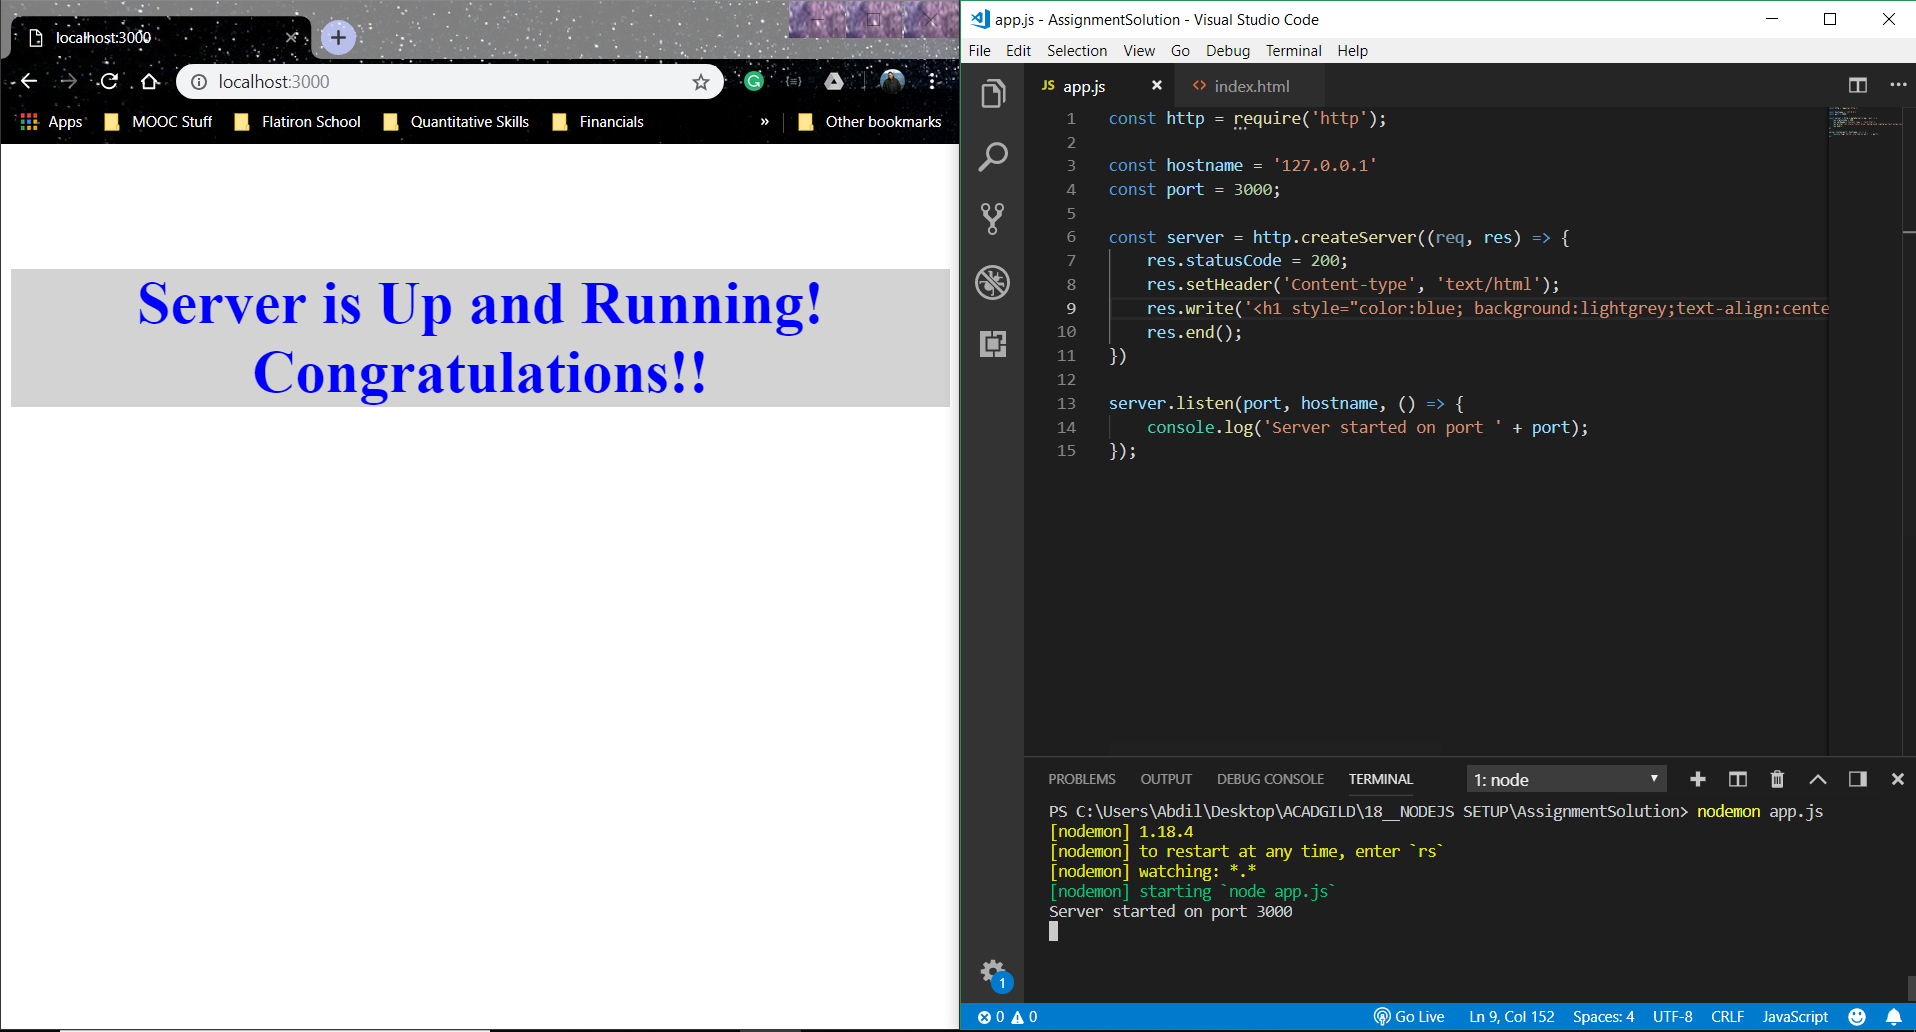 localhost:3000
localhost:3000
Apps MOOC Stuff Flatiron School Quantitative Skills Financials » Other bookmarks
Server is Up and Running!
Congratulations!!
app.js - AssignmentSolution - Visual Studio Code
File Edit Selection View Go Debug Terminal Help
JS app.js <> index.html
1 const http = require('http');
2
3 const hostname = '127.0.0.1'
4 const port = 3000;
5
6 const server = http.createServer((req, res) => {
7 res.statusCode = 200;
8 res.setHeader('Content-type', 'text/html');
9 res.write('<h1 style="color:blue; background:lightgrey;text-align:cente
10 res.end();
11 })
12
13 server.listen(port, hostname, () => {
14 console.log('Server started on port ' + port);
15 });
PROBLEMS OUTPUT DEBUG CONSOLE TERMINAL 1: node
PS C:\Users\Abdil\Desktop\ACADGILD\18__NODEJS SETUP\AssignmentSolution> nodemon app.js
[nodemon] 1.18.4
[nodemon] to restart at any time, enter `rs`
[nodemon] watching: *.*
[nodemon] starting `node app.js`
Server started on port 3000
1
0 0 Go Live Ln 9, Col 152 Spaces: 4 UTF-8 CRLF JavaScript